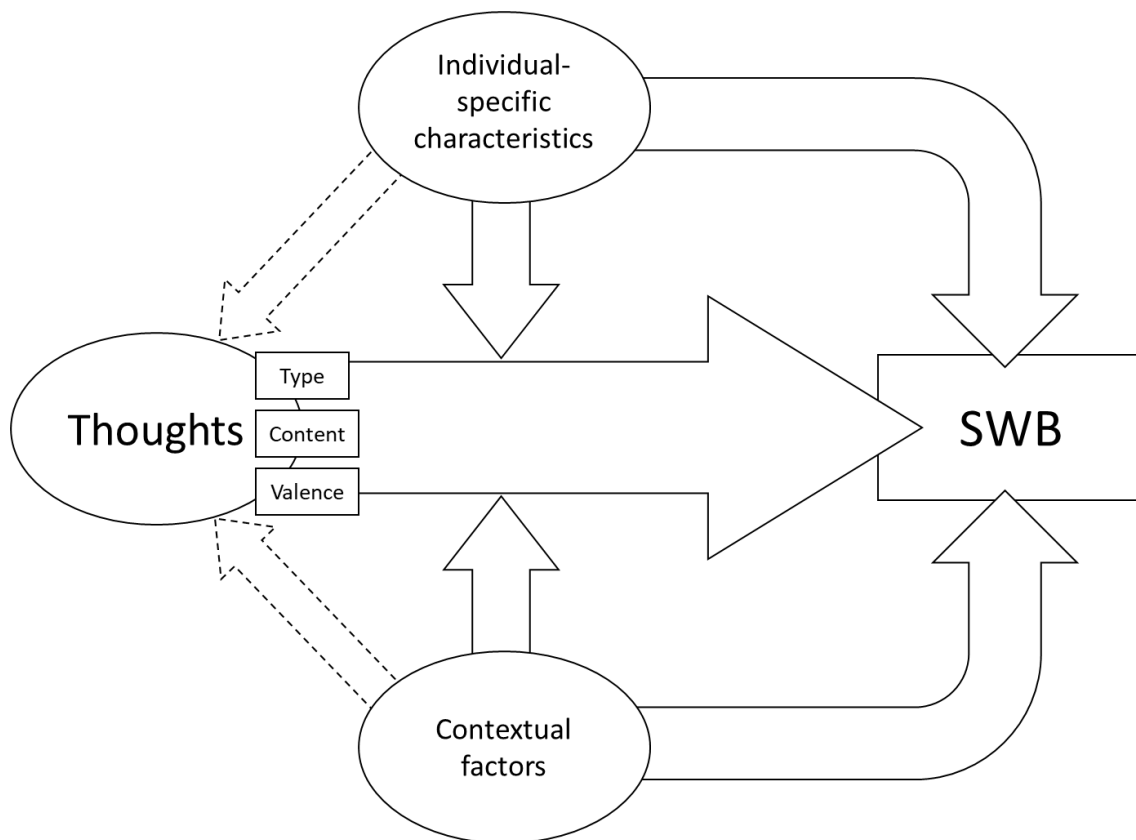 Individual-
specific
characteristics
Type
Thoughts
Content
SWB
Valence
Contextual
factors